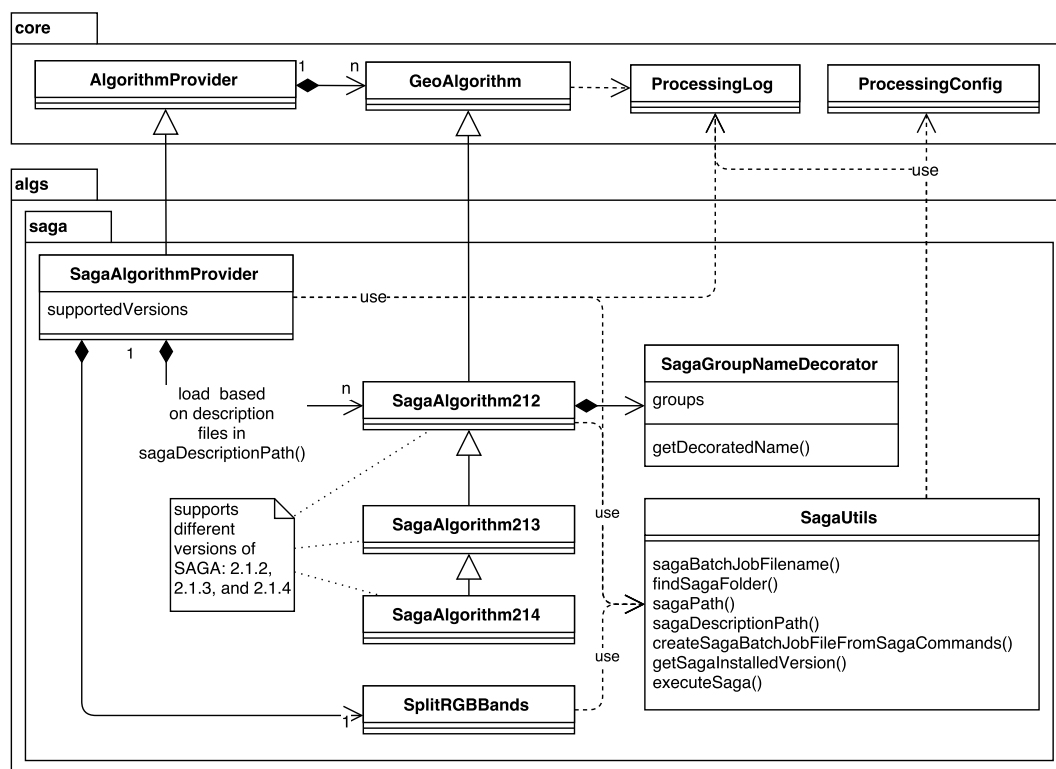 core
AlgorithmProvider
1
n
GeoAlgorithm
ProcessingLog
ProcessingConfig
use
algs
saga
SagaAlgorithmProvider
supportedVersions
use
1
load based
on description
files in
sagaDescriptionPath()
n
SagaAlgorithm212
SagaGroupNameDecorator
groups
getDecoratedName()
supports
different
versions of
SAGA: 2.1.2,
2.1.3, and 2.1.4
SagaAlgorithm213
use
SagaAlgorithm214
SagaUtils
sagaBatchJobFilename()
findSagaFolder()
sagaPath()
sagaDescriptionPath()
createSagaBatchJobFileFromSagaCommands()
getSagaInstalledVersion()
executeSaga()
use
1
SplitRGBBands